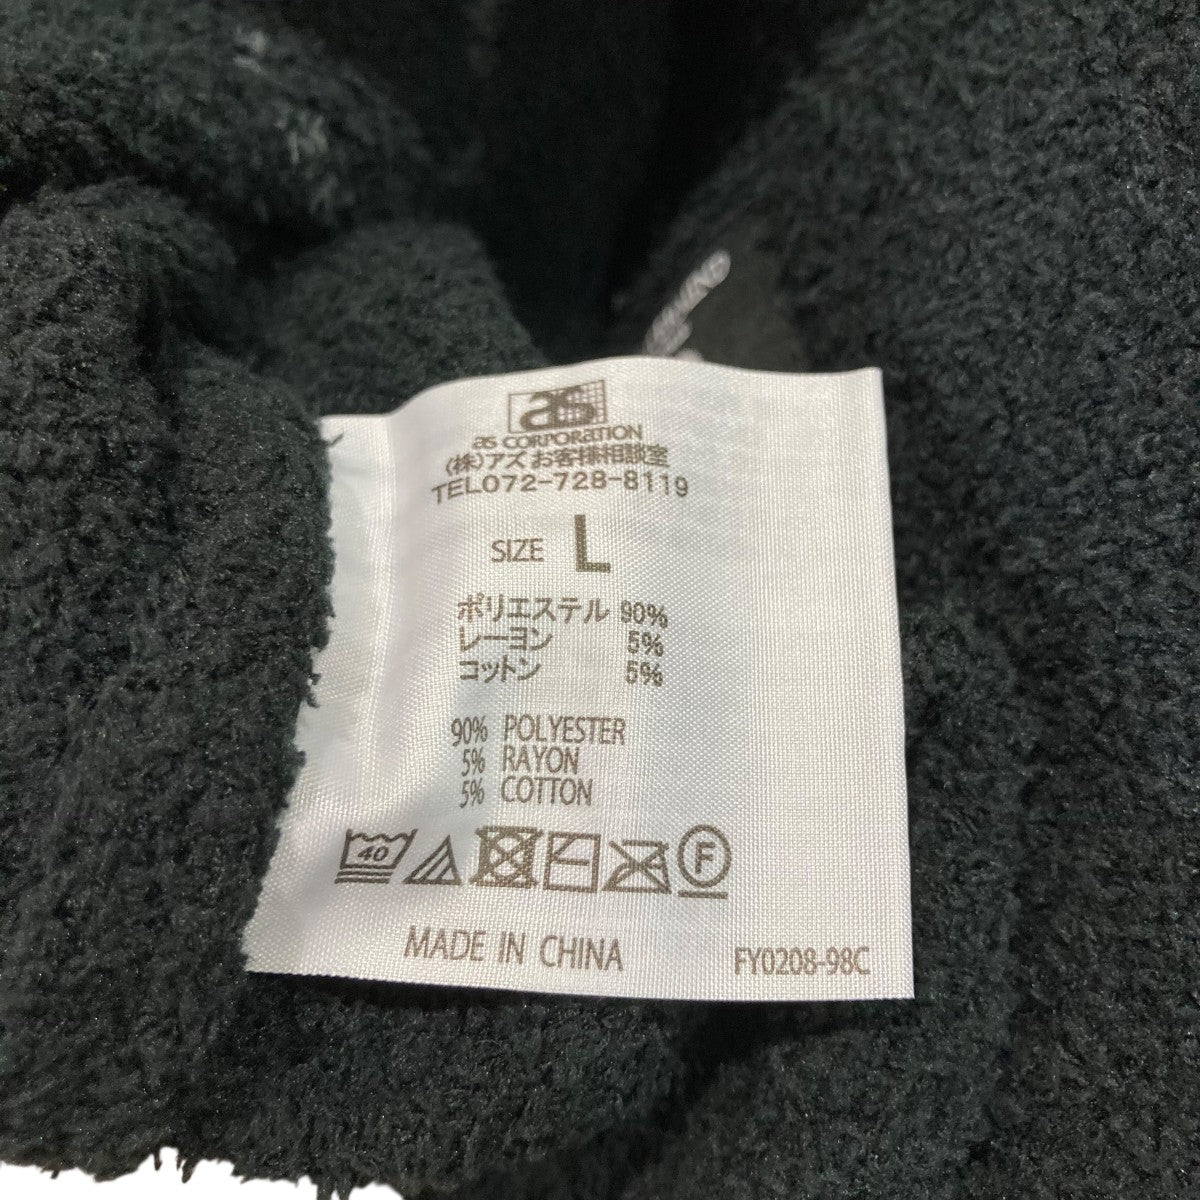 as
as CORPORATION
(株)アズお客様相談室
TEL072-728-8119
SIZE L
ポリエステル 90%
レーヨン 5%
コットン 5%
90% POLYESTER
5% RAYON
5% COTTON
40
F
MADE IN CHINA FY0208-98C